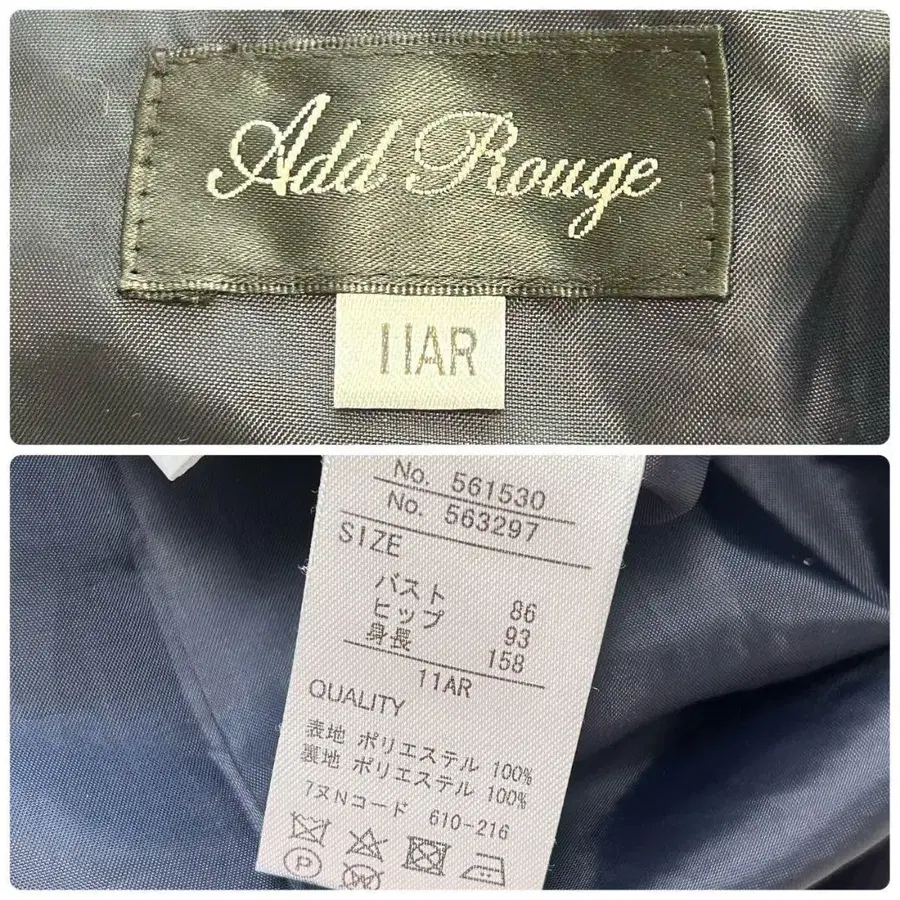 Add Rouge
11AR
No. 561530
No. 563297
SIZE
バスト 86
ヒップ 93
身長 158
11AR
QUALITY
表地 ポリエステル 100%
裏地 ポリエステル 100%
7ヌNコード 610-216
P
W